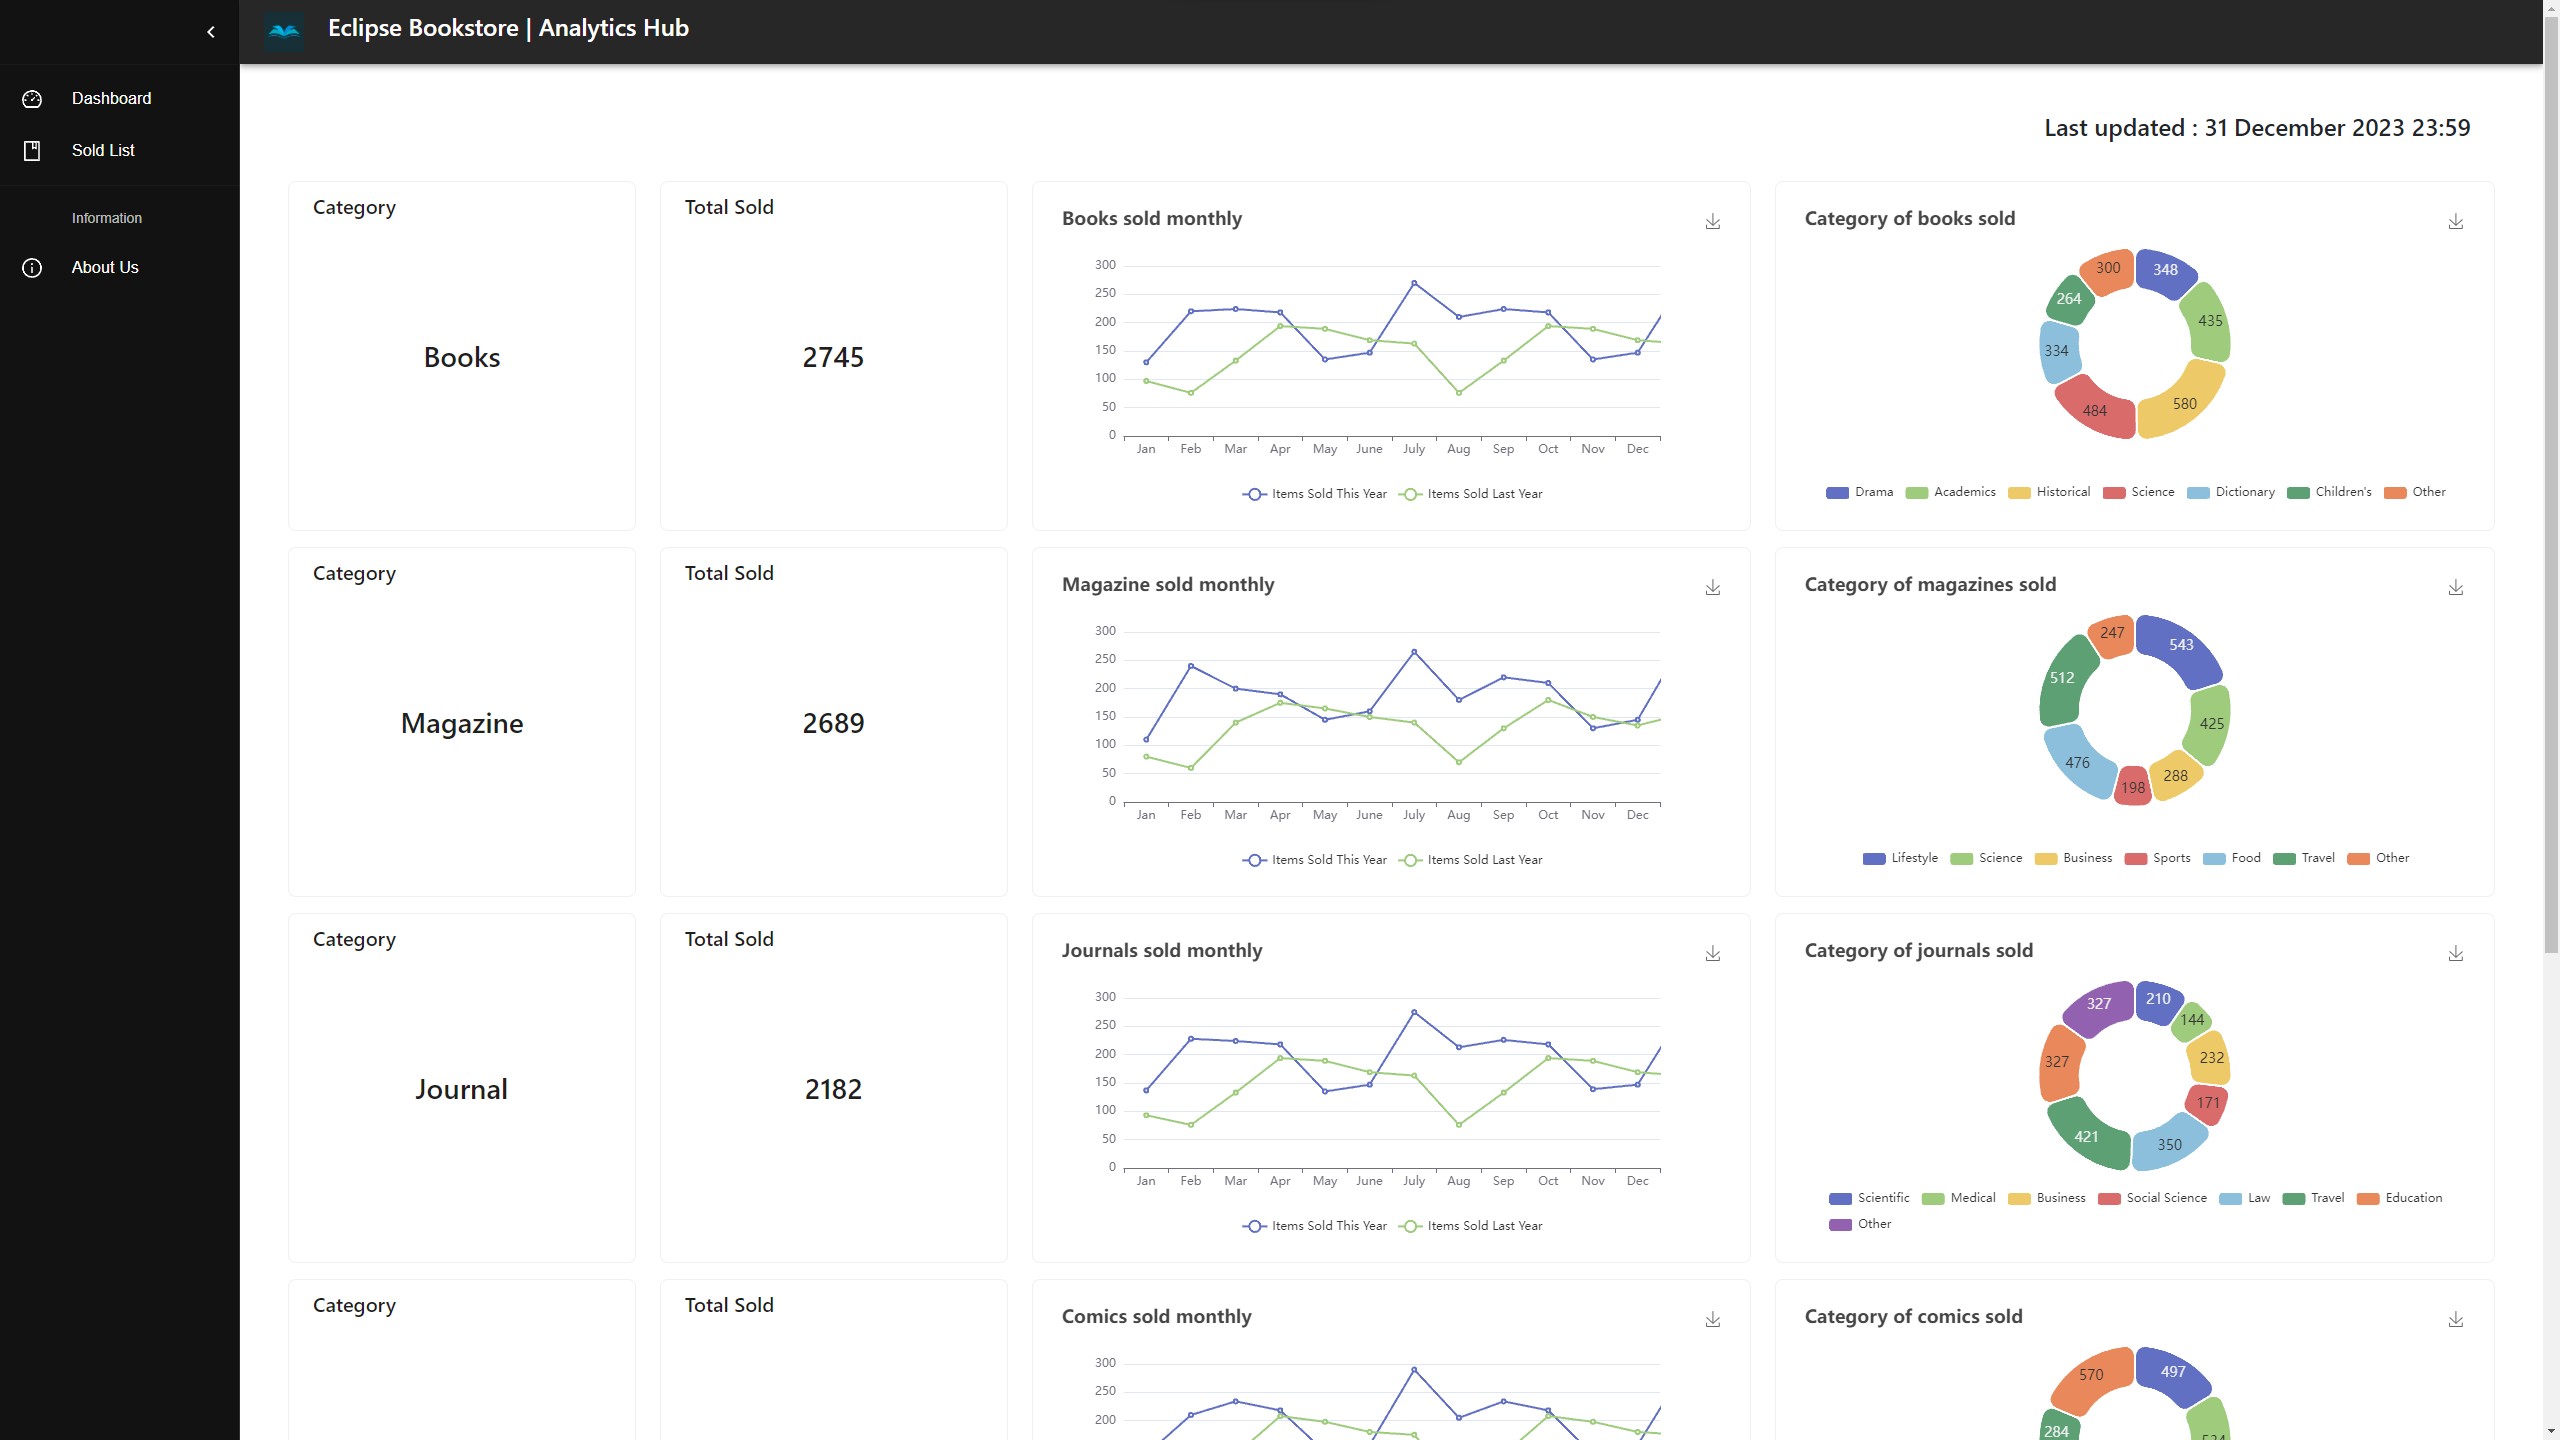 Eclipse Bookstore | Analytics Hub
Dashboard
Sold List
Information
About Us
Last updated : 31 December 2023 23:59
Category
Books
Total Sold
2745
Books sold monthly
300
250
200
150
100
50
0
Jan Feb Mar Apr May June July Aug Sep Oct Nov Dec
Items Sold This Year Items Sold Last Year
Category of books sold
300 348
264 435
334
484 580
Drama Academics Historical Science Dictionary Children's Other
Category
Magazine
Total Sold
2689
Magazine sold monthly
300
250
200
150
100
50
0
Jan Feb Mar Apr May June July Aug Sep Oct Nov Dec
Items Sold This Year Items Sold Last Year
Category of magazines sold
247 543
512
425
476 288
198
Lifestyle Science Business Sports Food Travel Other
Category
Journal
Total Sold
2182
Journals sold monthly
300
250
200
150
100
50
0
Jan Feb Mar Apr May June July Aug Sep Oct Nov Dec
Items Sold This Year Items Sold Last Year
Category of journals sold
327 210
144
327 232
171
421 350
Scientific Medical Business Social Science Law Travel Education
Other
Category
Total Sold
Comics sold monthly
300
250
200
Category of comics sold
570 497
284